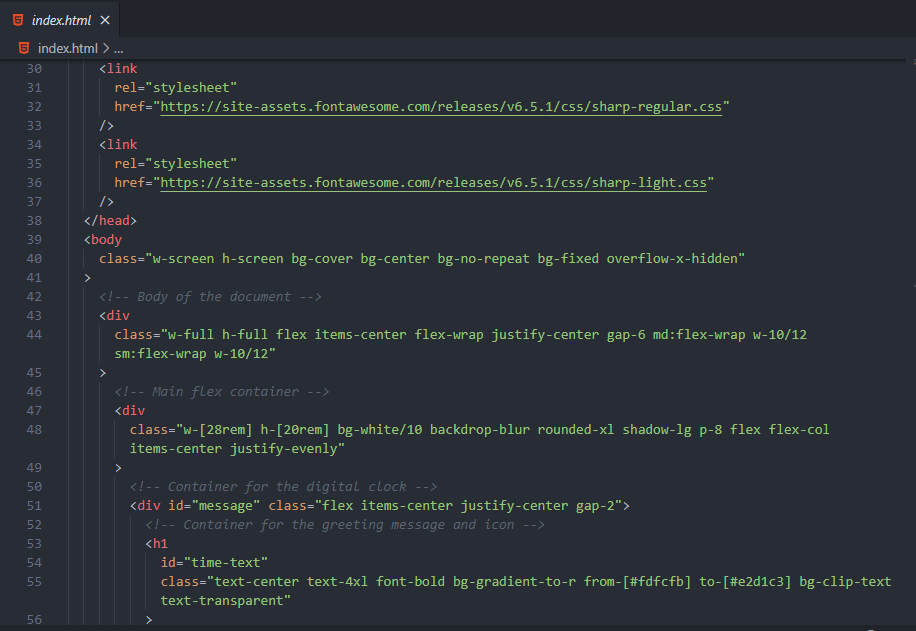 index.html ×
index.html > ...
30 <link
31 rel="stylesheet"
32 href="https://site-assets.fontawesome.com/releases/v6.5.1/css/sharp-regular.css"
33 />
34 <link
35 rel="stylesheet"
36 href="https://site-assets.fontawesome.com/releases/v6.5.1/css/sharp-light.css"
37 />
38 </head>
39 <body
40 class="w-screen h-screen bg-cover bg-center bg-no-repeat bg-fixed overflow-x-hidden"
41 >
42 <!-- Body of the document -->
43 <div
44 class="w-full h-full flex items-center flex-wrap justify-center gap-6 md:flex-wrap w-10/12
sm:flex-wrap w-10/12"
45 >
46 <!-- Main flex container -->
47 <div
48 class="w-[28rem] h-[20rem] bg-white/10 backdrop-blur rounded-xl shadow-lg p-8 flex flex-col
items-center justify-evenly"
49 >
50 <!-- Container for the digital clock -->
51 <div id="message" class="flex items-center justify-center gap-2">
52 <!-- Container for the greeting message and icon -->
53 <h1
54 id="time-text"
55 class="text-center text-4xl font-bold bg-gradient-to-r from-[#fdfcfb] to-[#e2d1c3] bg-clip-text
text-transparent"
56 >